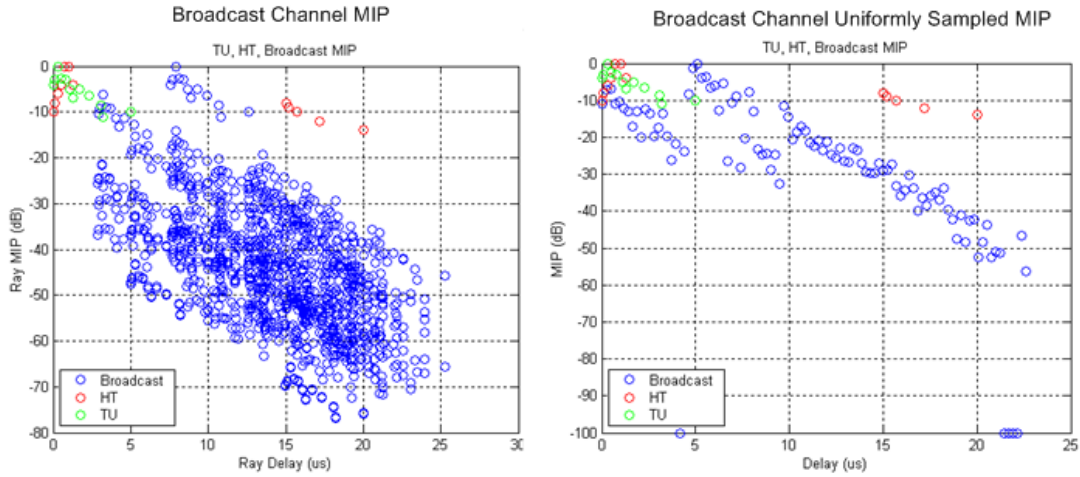 Broadcast Channel MIP
TU, HT, Broadcast MIP
0
-10
-20
-30
-40
-50
-60
-70
-80
Ray MIP (dB)
Broadcast
HT
TU
0 5 10 15 20 25 30
Ray Delay (us)
Broadcast Channel Uniformly Sampled MIP
TU, HT, Broadcast MIP
0
-10
-20
-30
-40
-50
-60
-70
-80
-90
-100
MIP (dB)
Broadcast
HT
TU
0 5 10 15 20 25
Delay (us)